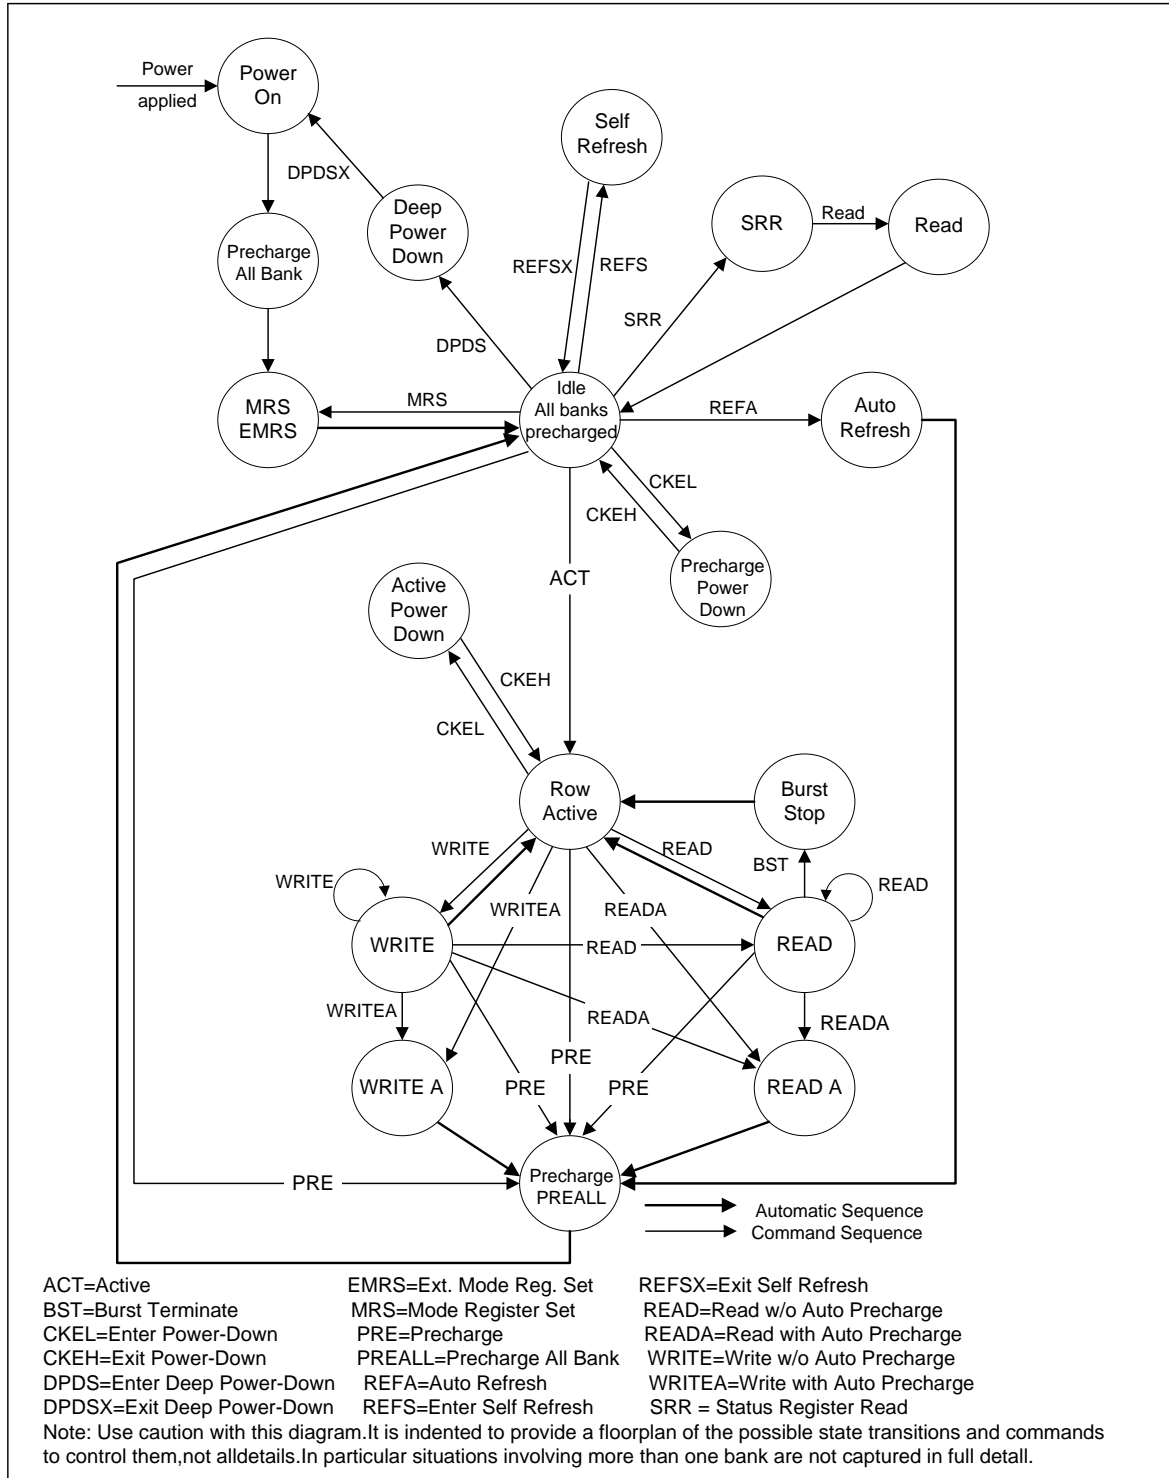 Power
applied
Power
On
Self
Refresh
DPDSX
Deep
Power
Down
SRR
Read
Read
Precharge
All Bank
REFSX
REFS
SRR
DPDS
MRS
EMRS
MRS
Idle
All banks
precharged
REFA
Auto
Refresh
CKEL
CKEH
Precharge
Power
Down
ACT
Active
Power
Down
CKEH
CKEL
Row
Active
Burst
Stop
WRITE
READ
BST
WRITE
READ
WRITEA
READA
WRITE
READ
READ
WRITEA
READA
READA
PRE
WRITE A
PRE
PRE
READ A
Precharge
PREALL
PRE
Automatic Sequence
Command Sequence
ACT=Active EMRS=Ext. Mode Reg. Set REFSX=Exit Self Refresh
BST=Burst Terminate MRS=Mode Register Set READ=Read w/o Auto Precharge
CKEL=Enter Power-Down PRE=Precharge READA=Read with Auto Precharge
CKEH=Exit Power-Down PREALL=Precharge All Bank WRITE=Write w/o Auto Precharge
DPDS=Enter Deep Power-Down REFA=Auto Refresh WRITEA=Write with Auto Precharge
DPDSX=Exit Deep Power-Down REFS=Enter Self Refresh SRR = Status Register Read
Note: Use caution with this diagram.It is indented to provide a floorplan of the possible state transitions and commands
to control them,not alldetails.In particular situations involving more than one bank are not captured in full detall.